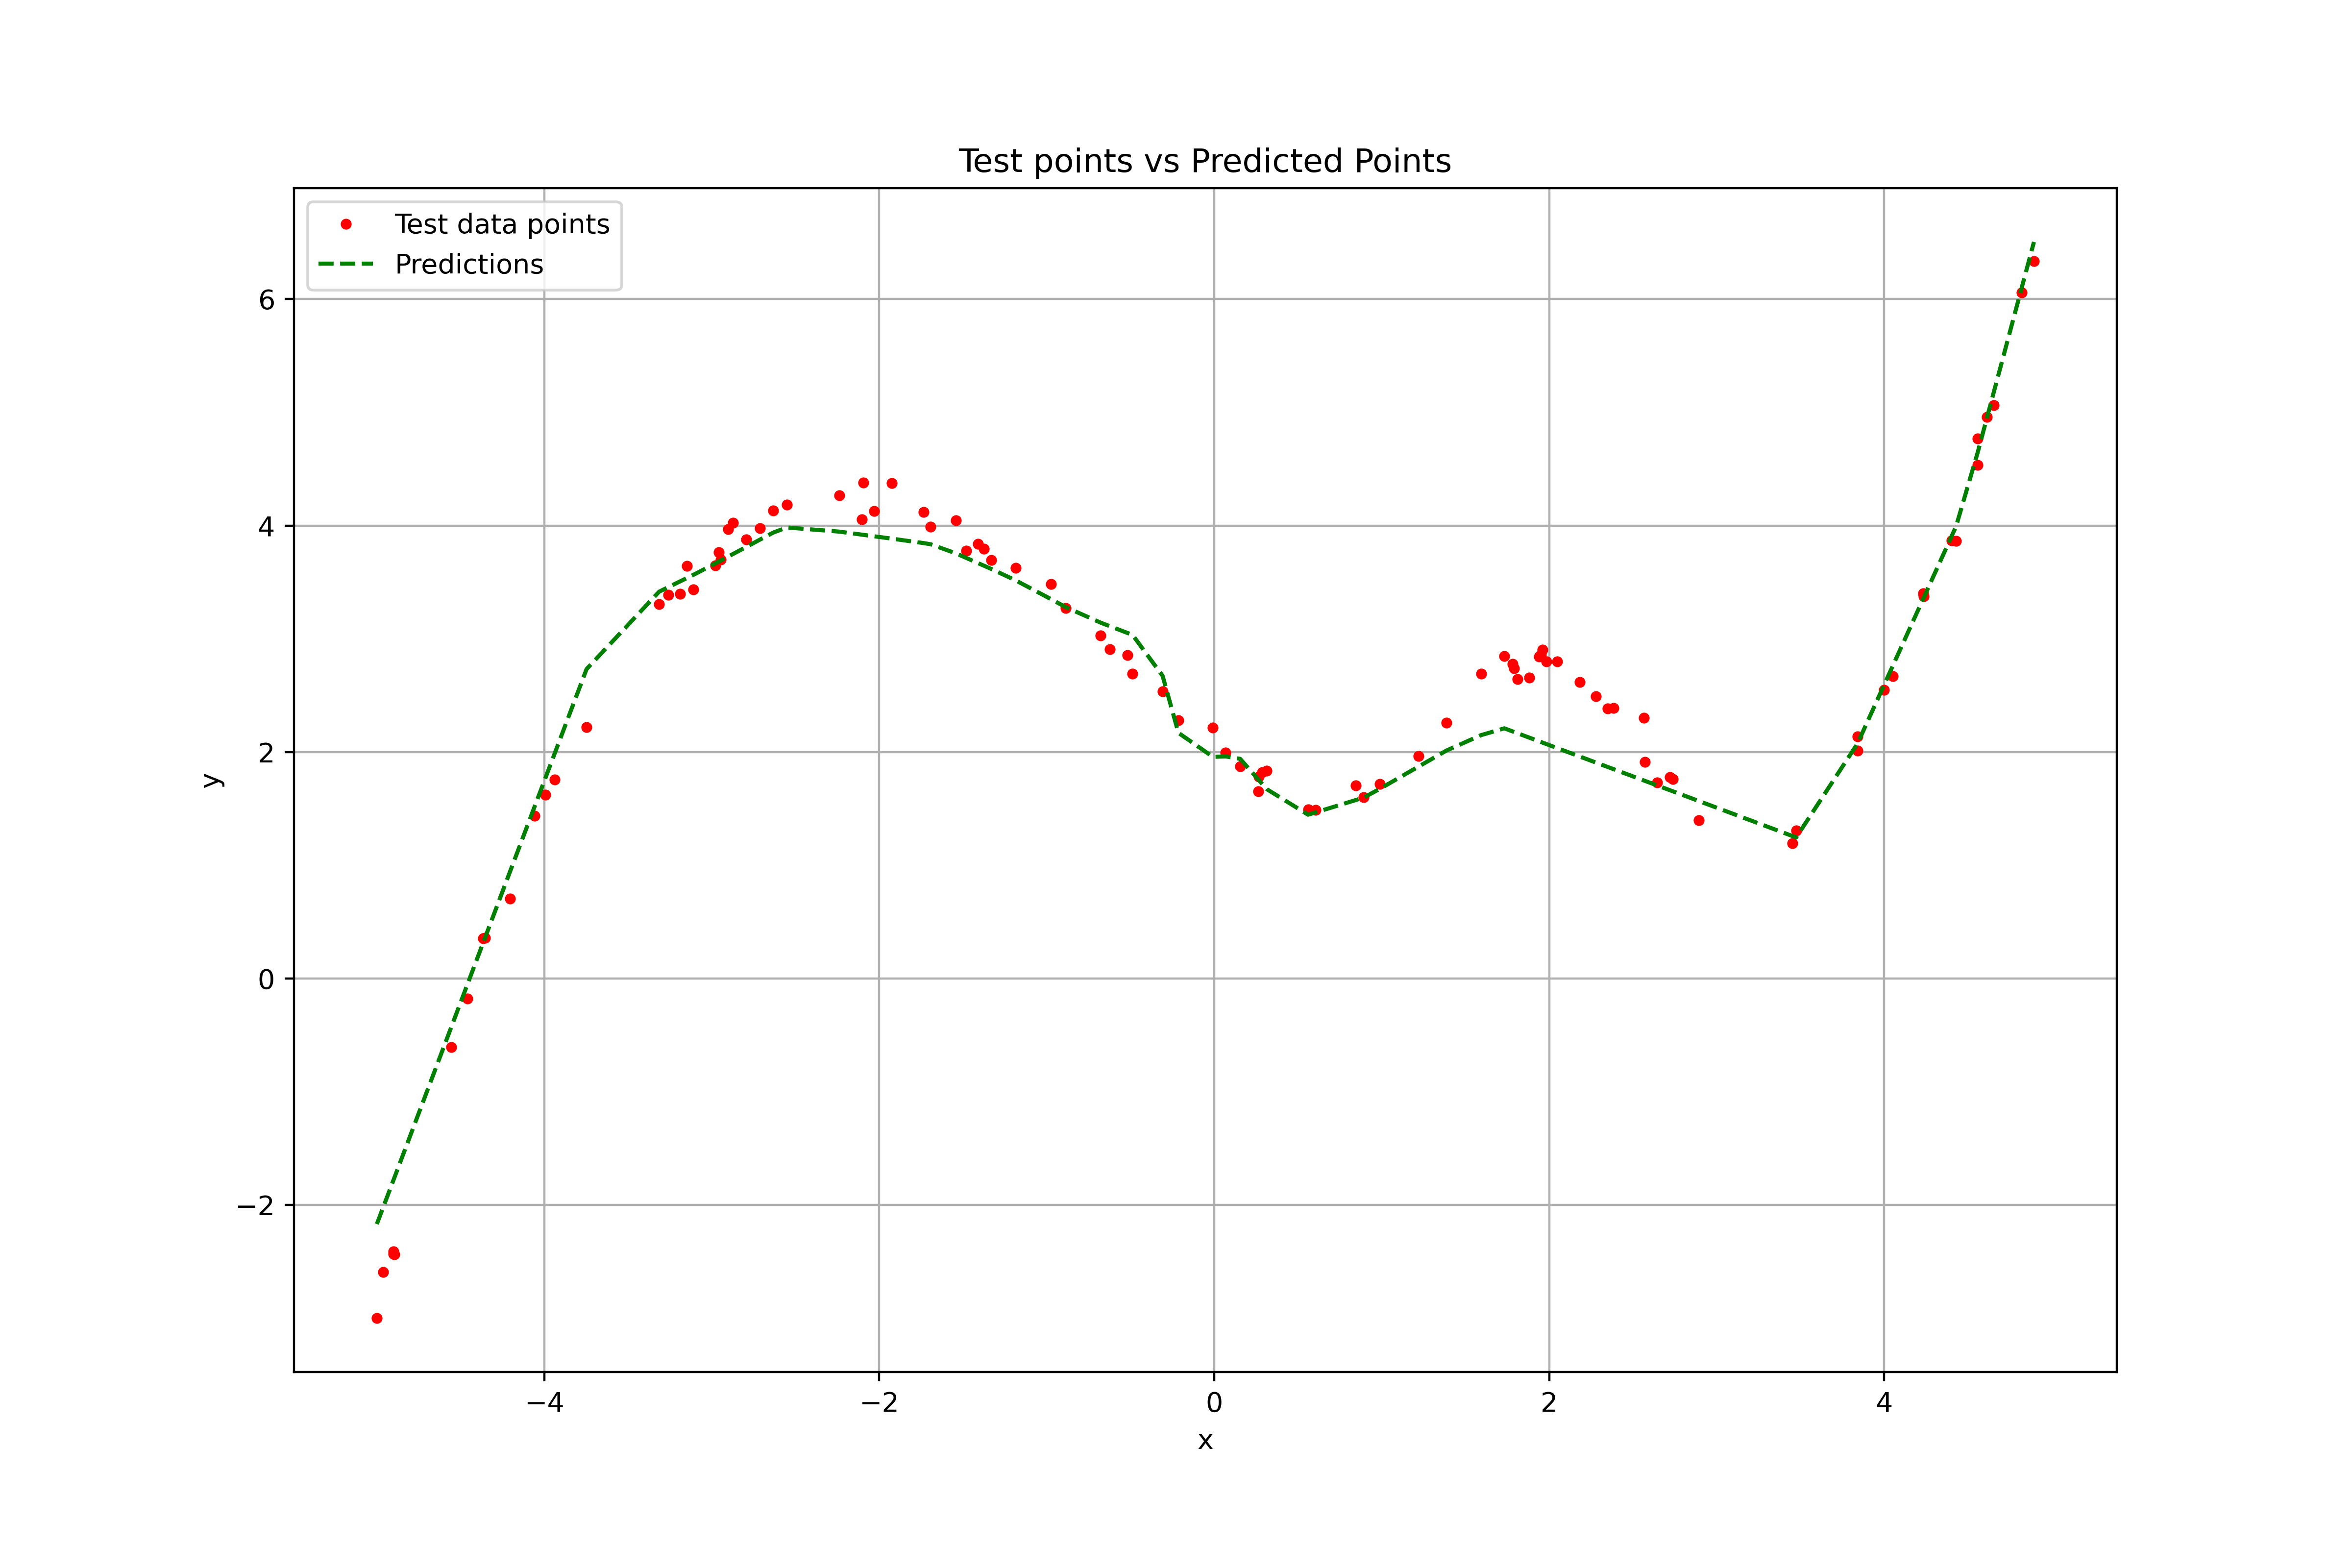 Test points vs Predicted Points
Test data points
Predictions
6
4
2
0
−2
y
−4 −2 0 2 4
x